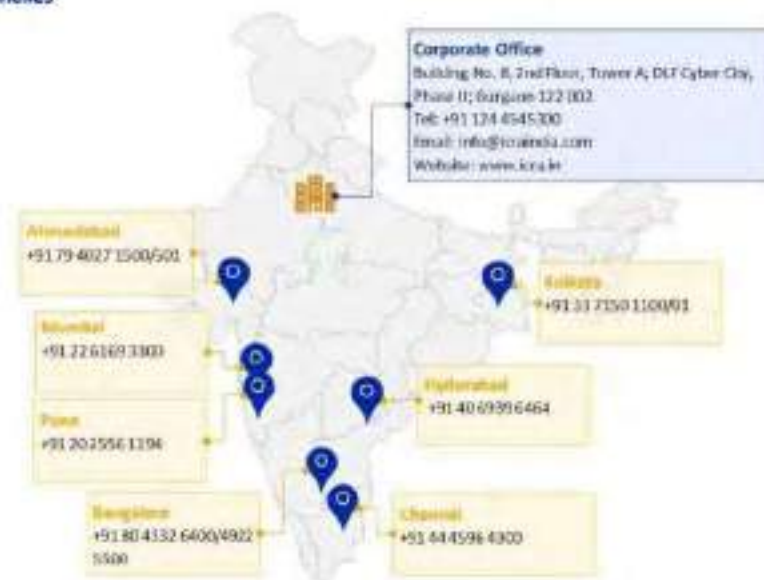 Corporate Office
Building No. 8, 2nd Floor, Tower A; DLF Cyber City,
Phase II; Gurgaon 122 002
Tel: +91 124 4545300
Email: info@icraindia.com
Website: www.icra.in
Ahmedabad
+91 79 4027 1500/501
Kolkata
+91 33 7150 1100/01
Mumbai
+91 22 6169 3300
Hyderabad
+91 40 6939 6464
Pune
+91 20 2556 1194
Bangalore
+91 80 4332 6400/4922
5500
Chennai
+91 44 4596 4300